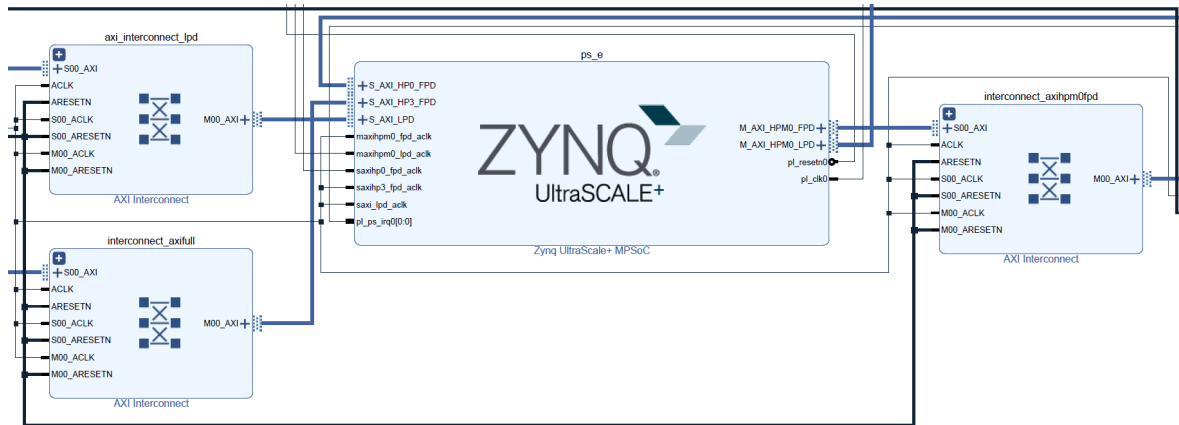 axi_interconnect_lpd
S00_AXI
ACLK
ARESETN
S00_ACLK
S00_ARESETN
M00_ACLK
M00_ARESETN
M00_AXI
AXI Interconnect
interconnect_axifull
S00_AXI
ACLK
ARESETN
S00_ACLK
S00_ARESETN
M00_ACLK
M00_ARESETN
M00_AXI
AXI Interconnect
ps_e
S_AXI_HP0_FPD
S_AXI_HP3_FPD
S_AXI_LPD
maxihpm0_fpd_aclk
maxihpm0_lpd_aclk
saxihp0_fpd_aclk
saxihp3_fpd_aclk
saxi_lpd_aclk
pl_ps_irq0[0:0]
ZYNQ
UltraSCALE+
M_AXI_HPM0_FPD
M_AXI_HPM0_LPD
pl_resetn0
pl_clk0
Zynq UltraScale+ MPSoC
interconnect_axihpm0fpd
S00_AXI
ACLK
ARESETN
S00_ACLK
S00_ARESETN
M00_ACLK
M00_ARESETN
M00_AXI
AXI Interconnect